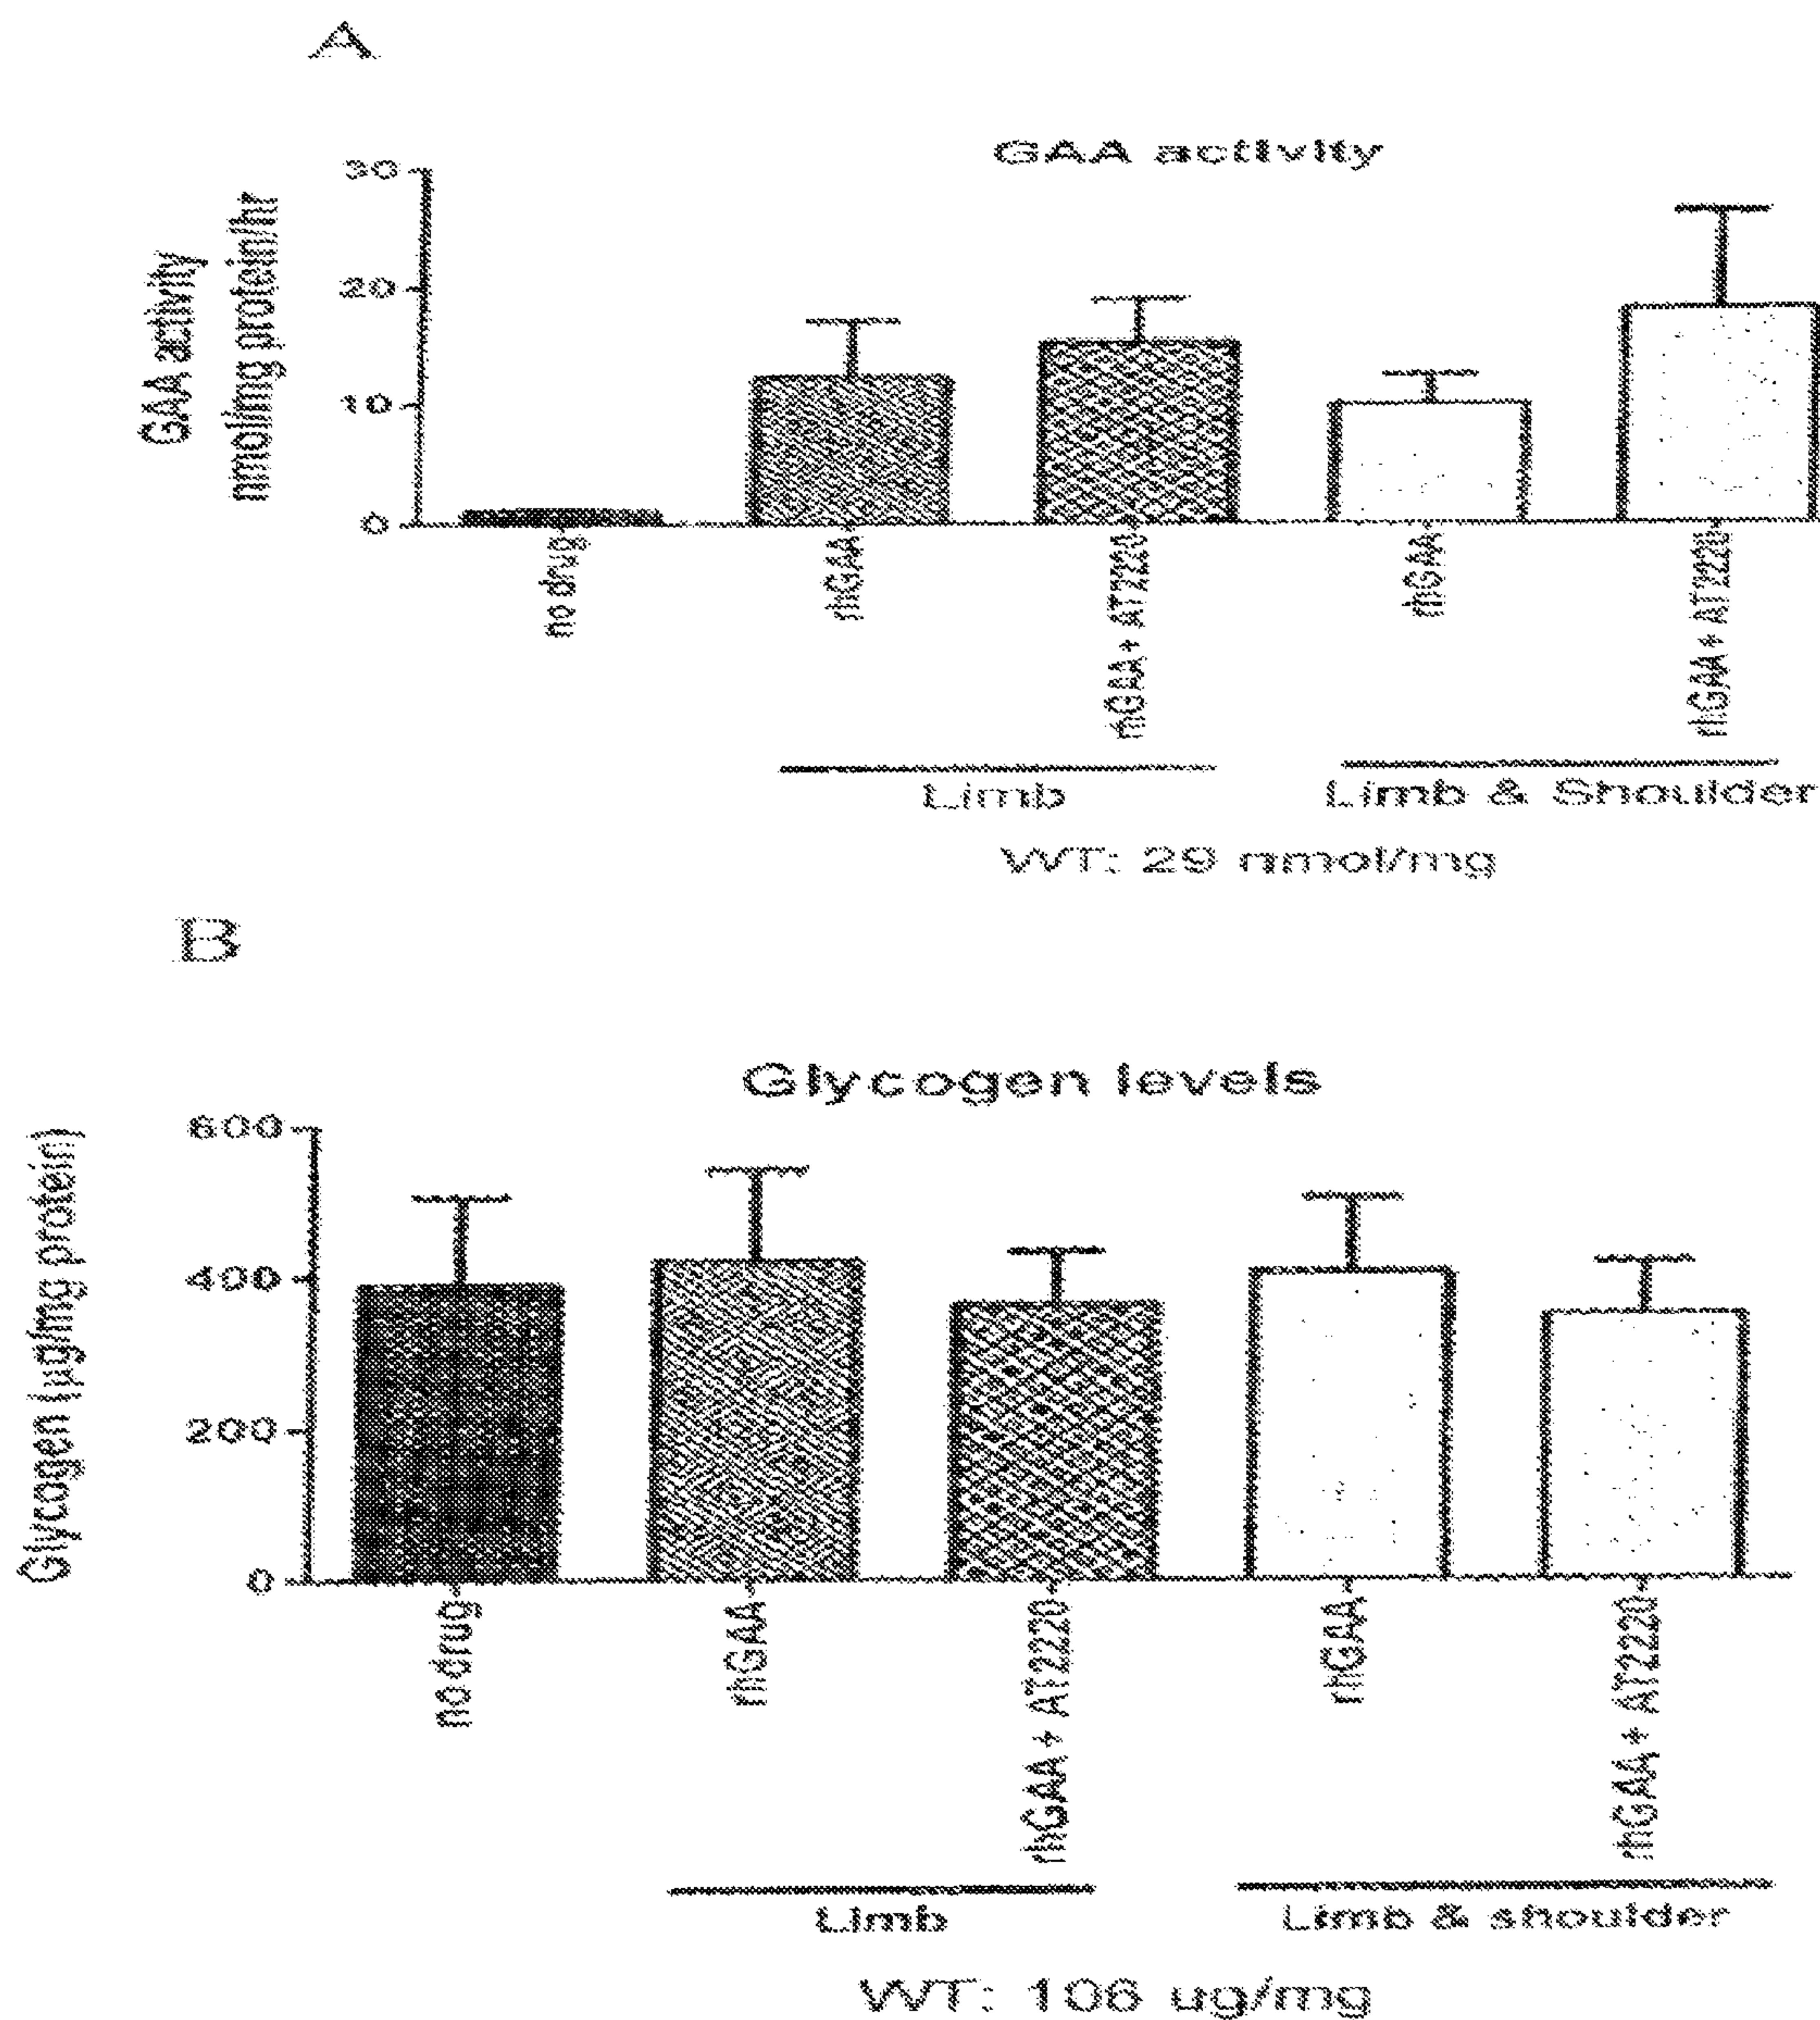 A
GAA activity
GAA activity
nmol/mg protein/hr
30
20
10
0
no drug
rhGAA
rhGAA + AT2220
rhGAA
rhGAA + AT2220
Limb
Limb & Shoulder
WT: 29 nmol/mg
B
Glycogen levels
Glycogen (µg/mg protein)
600
400
200
0
no drug
rhGAA
rhGAA + AT2220
rhGAA
rhGAA + AT2220
Limb
Limb & shoulder
WT: 106 ug/mg